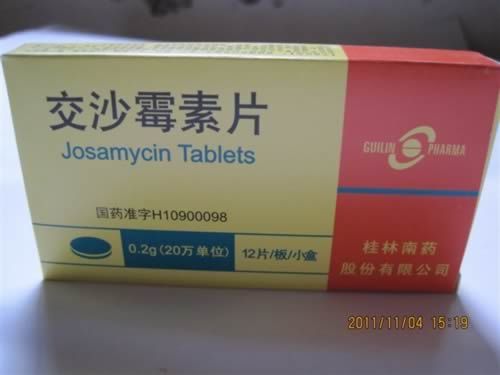 交沙霉素片
Josamycin Tablets
GUILIN PHARMA
国药准字H10900098
0.2g(20万单位) 12片/板/小盒
桂林南药
股份有限公司
2011/11/04 15:19